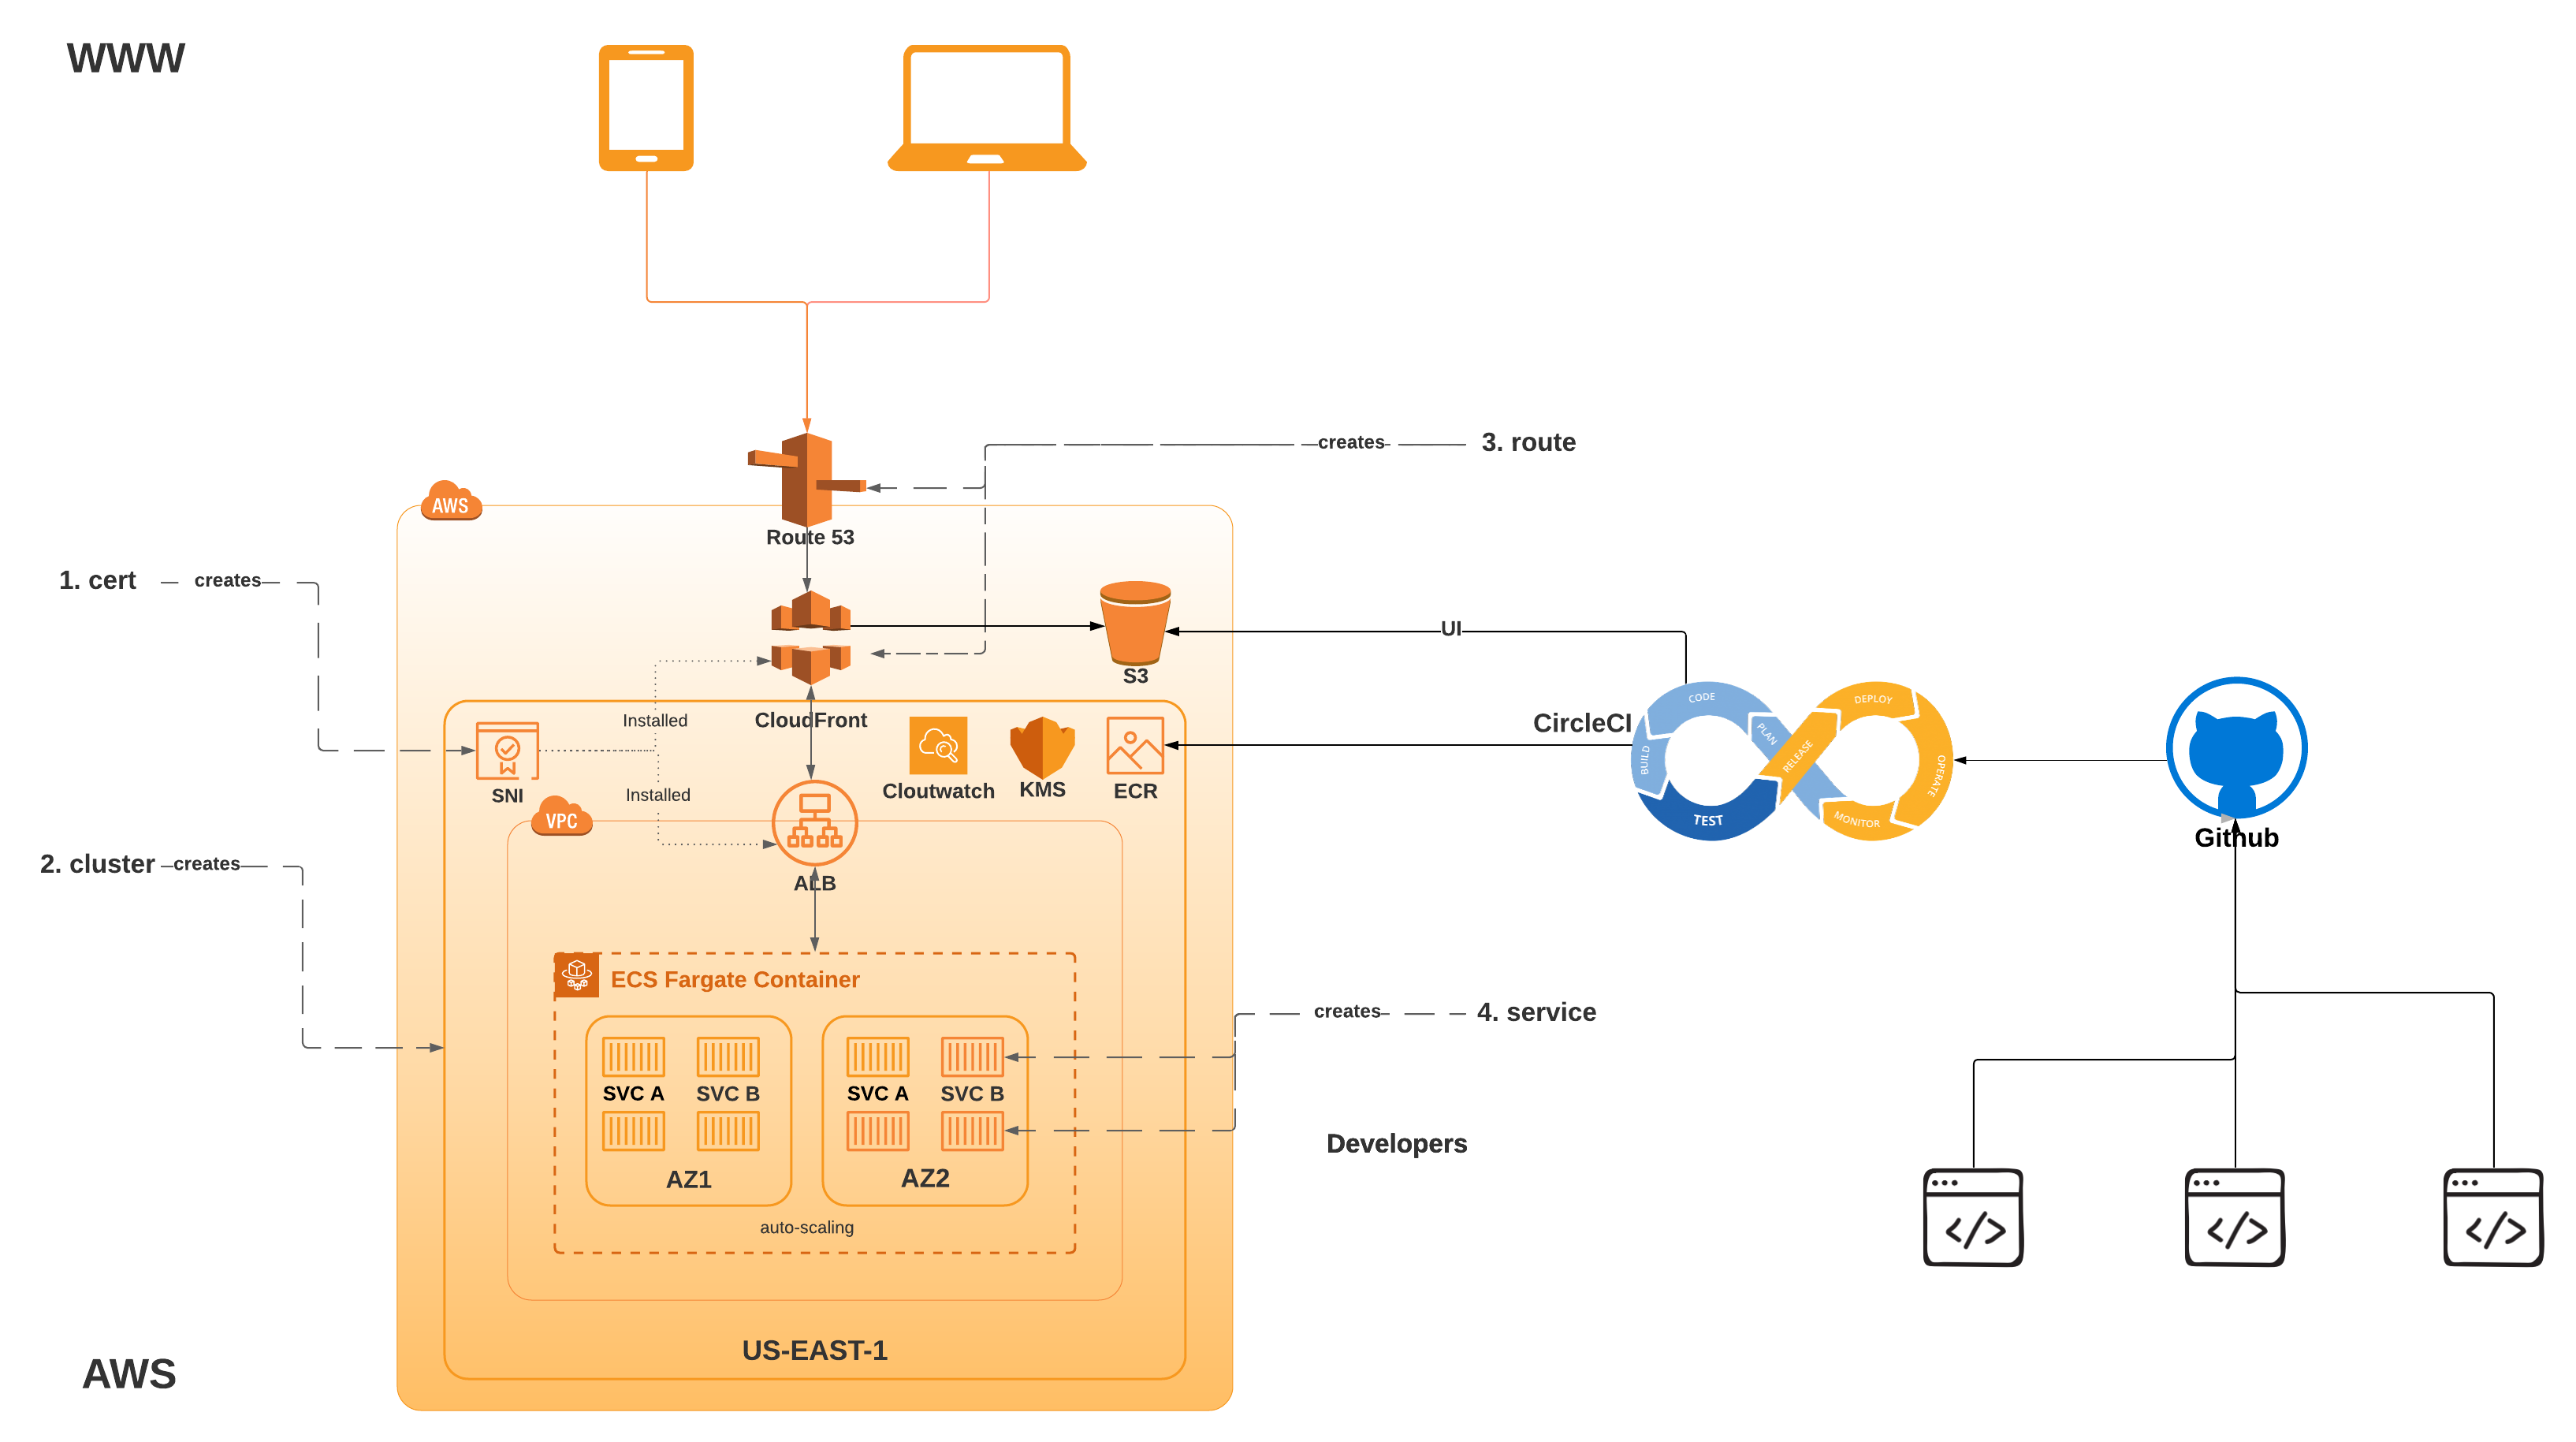 WWW
creates
3. route
AWS
Route 53
1. cert
creates
UI
S3
CODE
DEPLOY
Installed
CloudFront
CircleCI
PLAN
RELEASE
BUILD
OPERATE
SNI
Installed
Cloutwatch
KMS
ECR
VPC
TEST
MONITOR
Github
2. cluster
creates
ALB
ECS Fargate Container
creates
4. service
SVC A
SVC B
SVC A
SVC B
Developers
AZ1
AZ2
auto-scaling
US-EAST-1
AWS